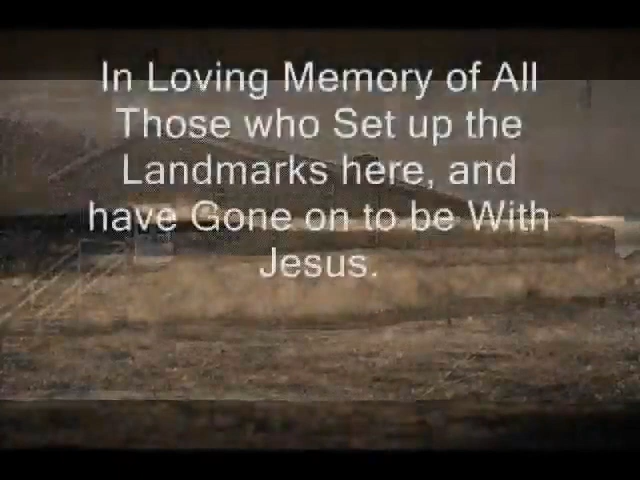 In Loving Memory of All
Those who Set up the
Landmarks here, and
have Gone on to be With
Jesus.